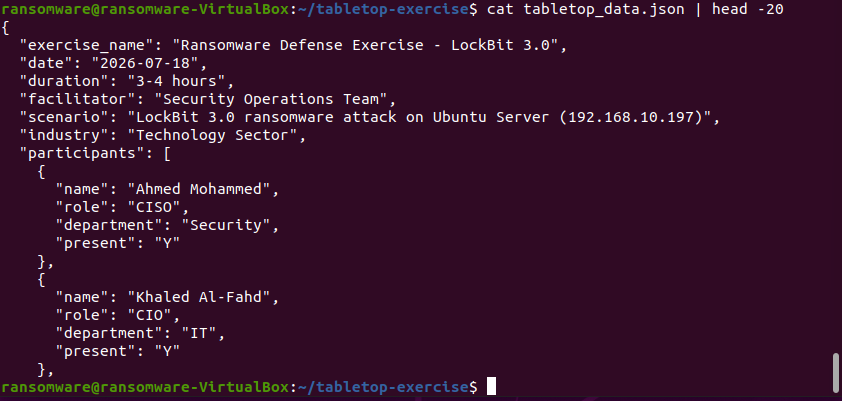 ransomware@ransomware-VirtualBox:~/tabletop-exercise$ cat tabletop_data.json | head -20
{
  "exercise_name": "Ransomware Defense Exercise - LockBit 3.0",
  "date": "2026-07-18",
  "duration": "3-4 hours",
  "facilitator": "Security Operations Team",
  "scenario": "LockBit 3.0 ransomware attack on Ubuntu Server (192.168.10.197)",
  "industry": "Technology Sector",
  "participants": [
    {
      "name": "Ahmed Mohammed",
      "role": "CISO",
      "department": "Security",
      "present": "Y"
    },
    {
      "name": "Khaled Al-Fahd",
      "role": "CIO",
      "department": "IT",
      "present": "Y"
    },
ransomware@ransomware-VirtualBox:~/tabletop-exercise$